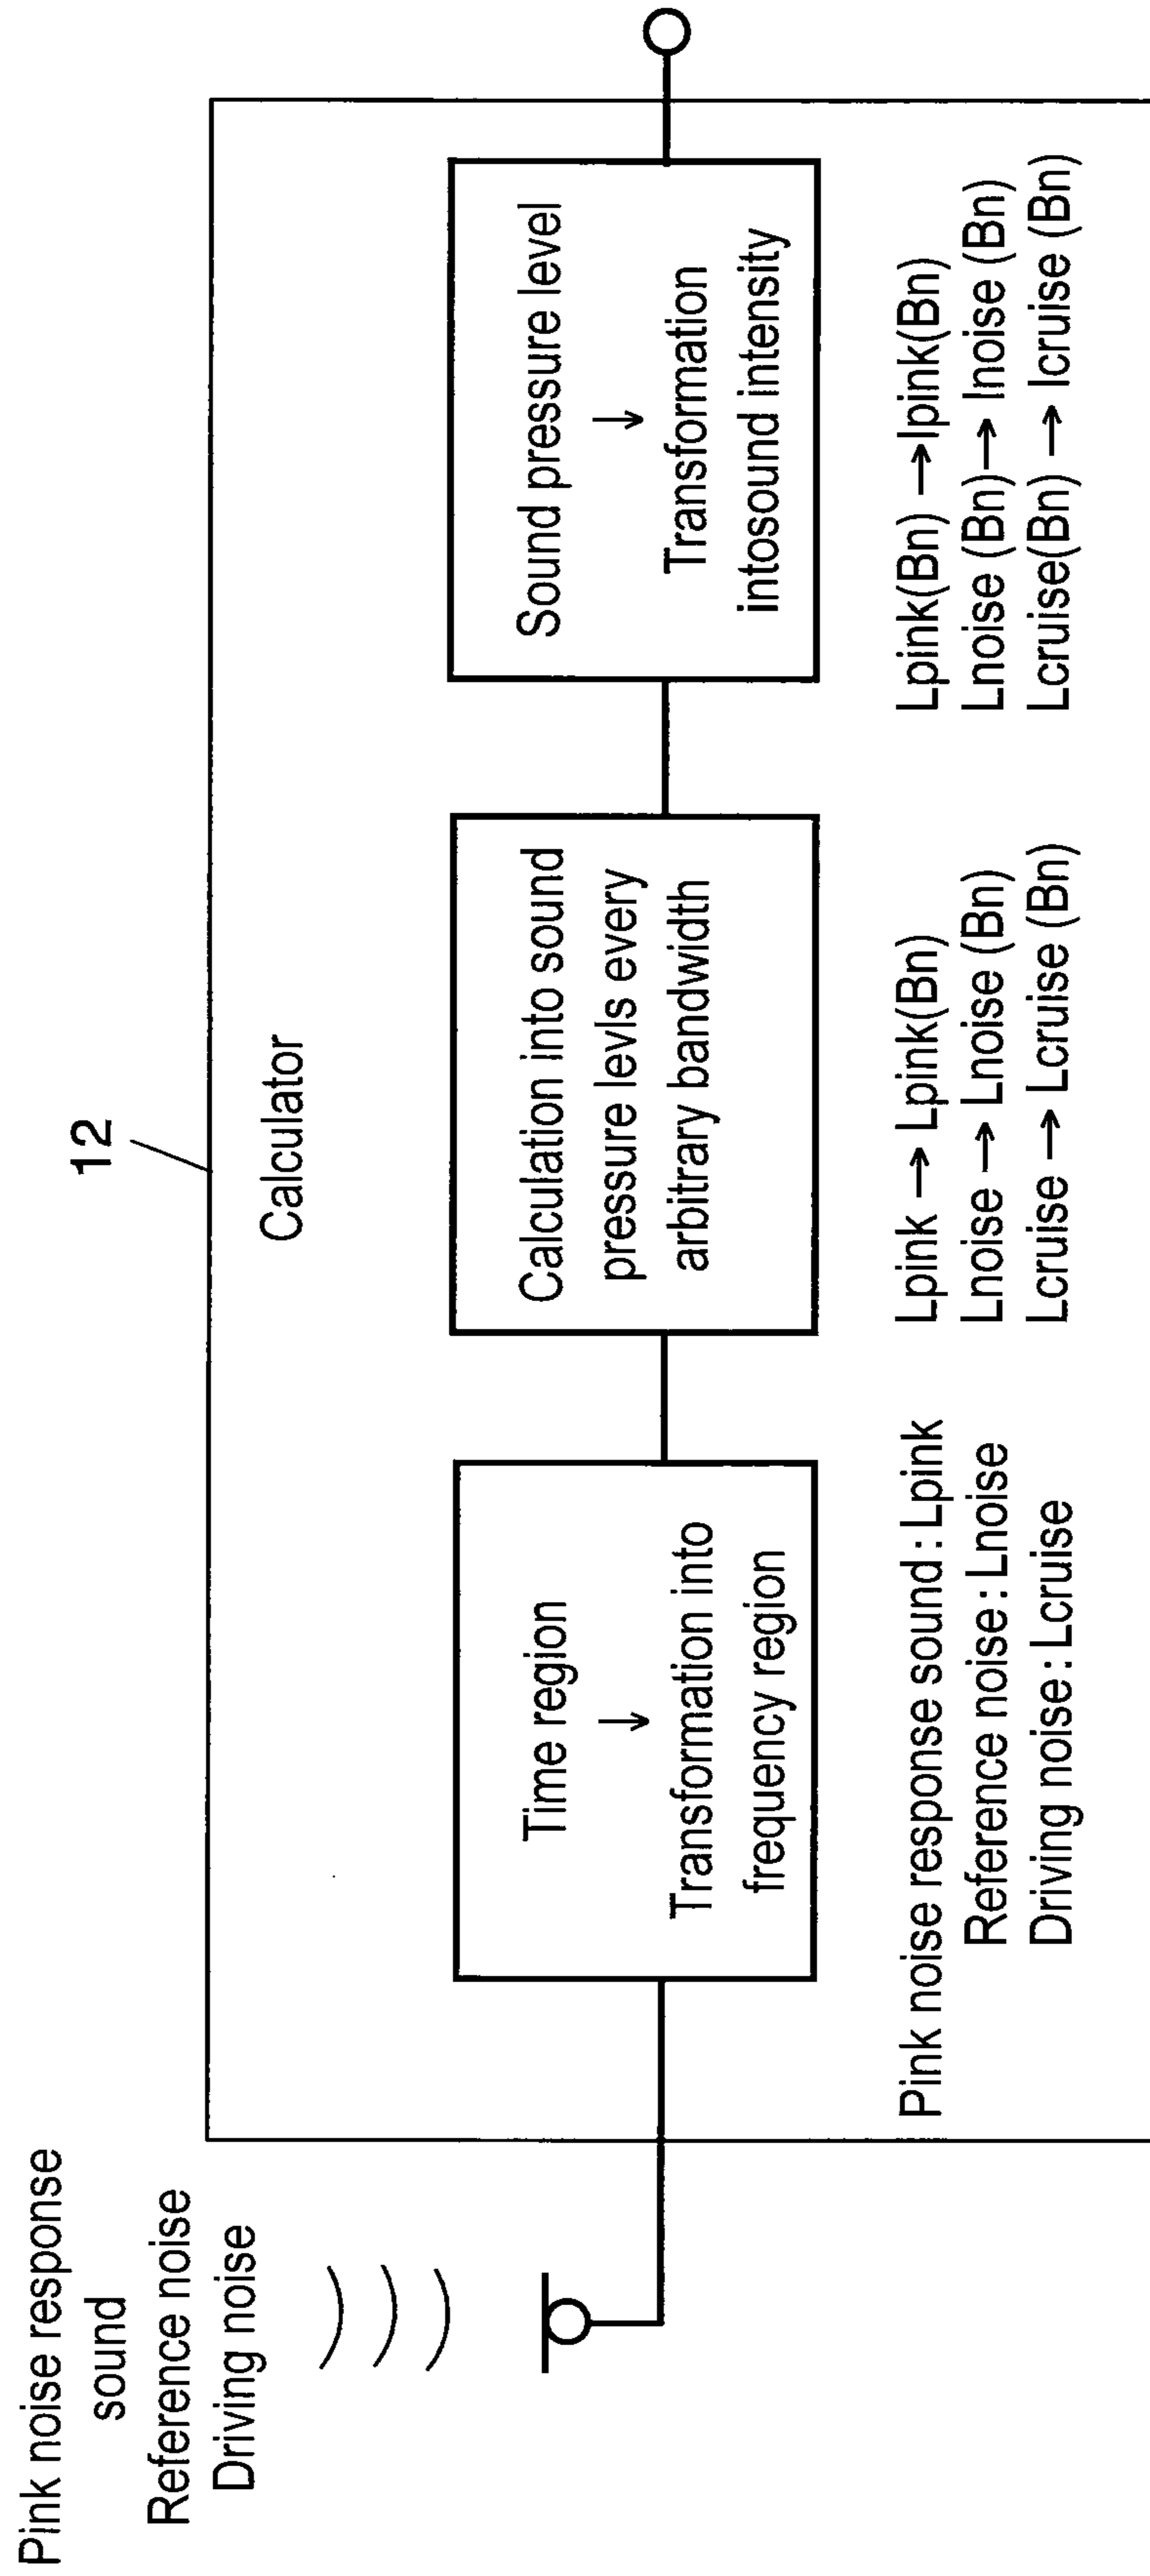 Pink noise response
sound
Reference noise
Driving noise
12
Calculator
Time region
↓
Transformation into
frequency region
Pink noise response sound : Lpink
Reference noise : Lnoise
Driving noise : Lcruise
Calculation into sound
pressure levls every
arbitrary bandwidth
Lpink → Lpink(Bn)
Lnoise → Lnoise (Bn)
Lcruise → Lcruise (Bn)
Sound pressure level
↓
Transformation
intosound intensity
Lpink(Bn) → Ipink(Bn)
Lnoise (Bn) → Inoise (Bn)
Lcruise(Bn) → Icruise (Bn)